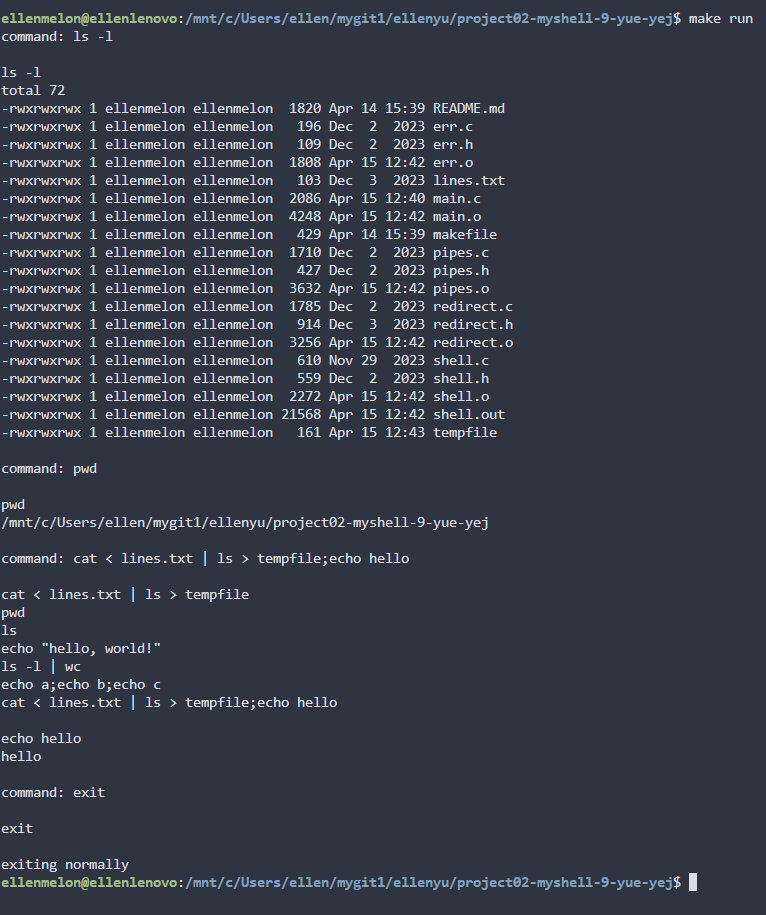 ellenmelon@ellenlenovo:/mnt/c/Users/ellen/mygit1/ellenyu/project02-myshell-9-yue-yej$ make run
command: ls -l
ls -l
total 72
-rwxrwxrwx 1 ellenmelon ellenmelon  1820 Apr 14 15:39 README.md
-rwxrwxrwx 1 ellenmelon ellenmelon   196 Dec  2  2023 err.c
-rwxrwxrwx 1 ellenmelon ellenmelon   109 Dec  2  2023 err.h
-rwxrwxrwx 1 ellenmelon ellenmelon  1808 Apr 15 12:42 err.o
-rwxrwxrwx 1 ellenmelon ellenmelon   103 Dec  3  2023 lines.txt
-rwxrwxrwx 1 ellenmelon ellenmelon  2086 Apr 15 12:40 main.c
-rwxrwxrwx 1 ellenmelon ellenmelon  4248 Apr 15 12:42 main.o
-rwxrwxrwx 1 ellenmelon ellenmelon   429 Apr 14 15:39 makefile
-rwxrwxrwx 1 ellenmelon ellenmelon  1710 Dec  2  2023 pipes.c
-rwxrwxrwx 1 ellenmelon ellenmelon   427 Dec  2  2023 pipes.h
-rwxrwxrwx 1 ellenmelon ellenmelon  3632 Apr 15 12:42 pipes.o
-rwxrwxrwx 1 ellenmelon ellenmelon  1785 Dec  2  2023 redirect.c
-rwxrwxrwx 1 ellenmelon ellenmelon   914 Dec  3  2023 redirect.h
-rwxrwxrwx 1 ellenmelon ellenmelon  3256 Apr 15 12:42 redirect.o
-rwxrwxrwx 1 ellenmelon ellenmelon   610 Nov 29  2023 shell.c
-rwxrwxrwx 1 ellenmelon ellenmelon   559 Dec  2  2023 shell.h
-rwxrwxrwx 1 ellenmelon ellenmelon  2272 Apr 15 12:42 shell.o
-rwxrwxrwx 1 ellenmelon ellenmelon 21568 Apr 15 12:42 shell.out
-rwxrwxrwx 1 ellenmelon ellenmelon   161 Apr 15 12:43 tempfile
command: pwd
pwd
/mnt/c/Users/ellen/mygit1/ellenyu/project02-myshell-9-yue-yej
command: cat < lines.txt | ls > tempfile;echo hello
cat < lines.txt | ls > tempfile
pwd
ls
echo "hello, world!"
ls -l | wc
echo a;echo b;echo c
cat < lines.txt | ls > tempfile;echo hello
echo hello
hello
command: exit
exit
exiting normally
ellenmelon@ellenlenovo:/mnt/c/Users/ellen/mygit1/ellenyu/project02-myshell-9-yue-yej$